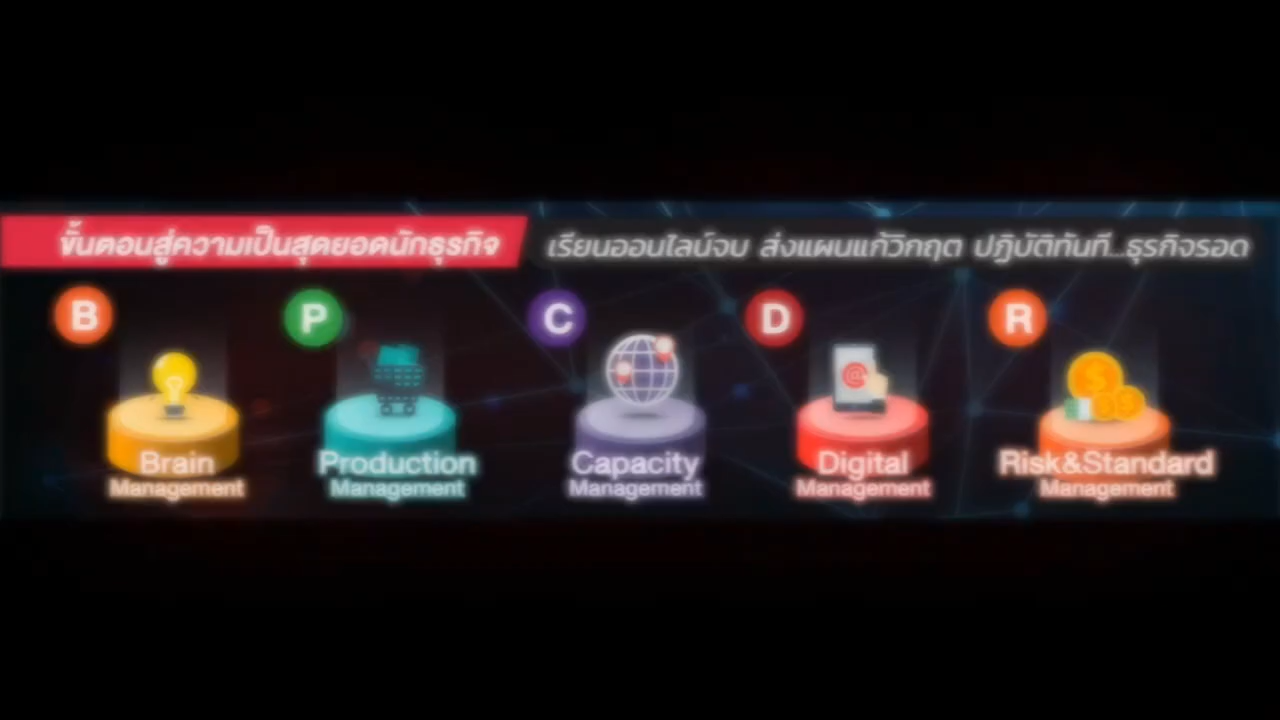 ขั้นตอนสู่ความเป็นสุดยอดนักธุรกิจ
เรียนออนไลน์จบ ส่งแผนแก้วิกฤต ปฏิบัติทันที...ธุรกิจรอด
B
P
C
D
R
Brain
Management
Production
Management
Capacity
Management
@
Digital
Management
Risk&Standard
Management